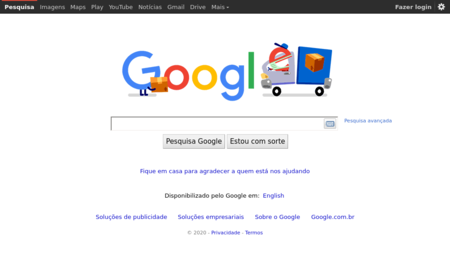 Pesquisa Imagens Maps Play YouTube Notícias Gmail Drive Mais Fazer login
Google
Pesquisa avançada
Pesquisa Google Estou com sorte
Fique em casa para agradecer a quem está nos ajudando
Disponibilizado pelo Google em: English
Soluções de publicidade Soluções empresariais Sobre o Google Google.com.br
© 2020 - Privacidade - Termos